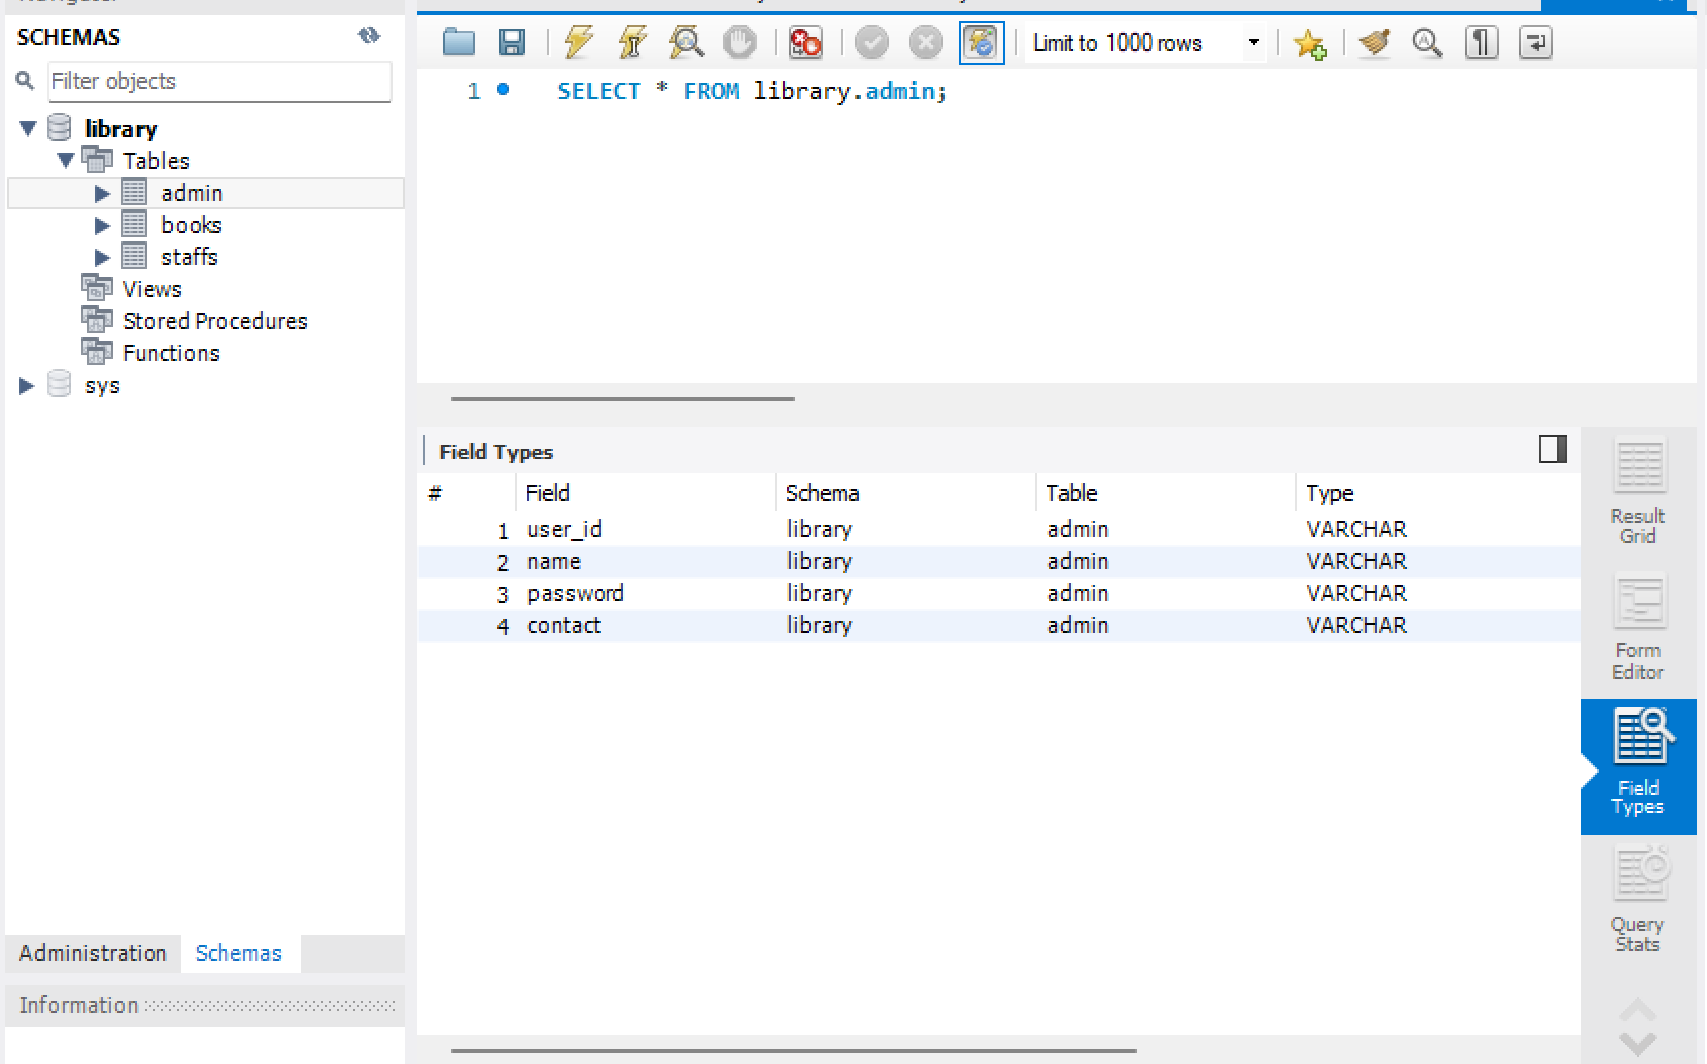 SCHEMAS
Filter objects
library
Tables
admin
books
staffs
Views
Stored Procedures
Functions
sys
Administration
Schemas
Information
Limit to 1000 rows
1
SELECT * FROM library.admin;
Field Types
# Field Schema Table Type
1 user_id library admin VARCHAR
2 name library admin VARCHAR
3 password library admin VARCHAR
4 contact library admin VARCHAR
Result
Grid
Form
Editor
Field
Types
Query
Stats